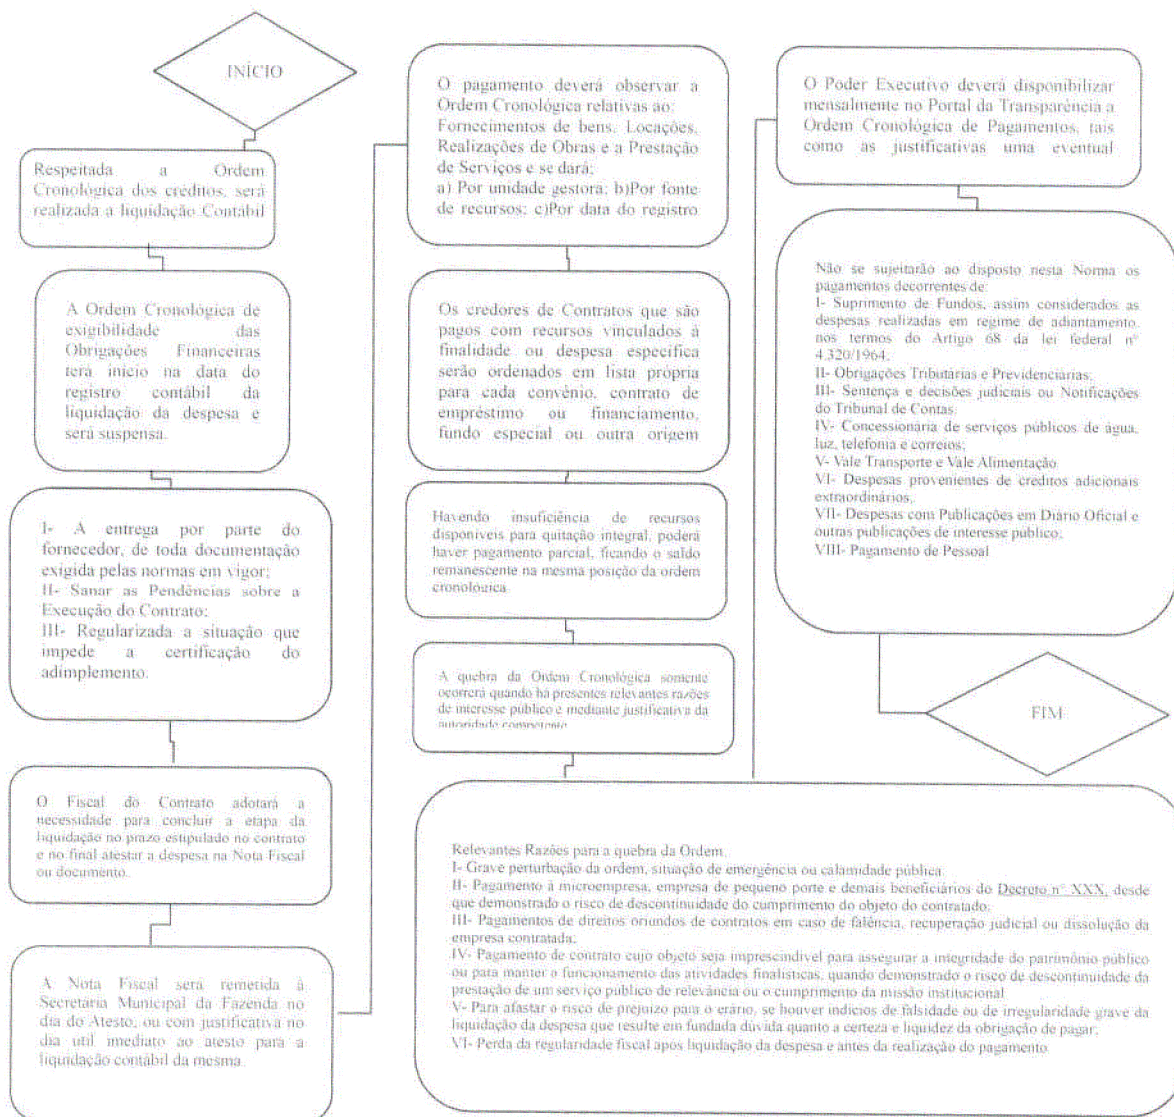 INÍCIO
Respeitada a Ordem
Cronológica dos créditos, será
realizada a liquidação Contábil
A Ordem Cronológica de
exigibilidade das
Obrigações Financeiras
terá início na data do
registro contábil da
liquidação da despesa e
será suspensa.
I- A entrega por parte do
fornecedor, de toda documentação
exigida pelas normas em vigor;
II- Sanar as Pendências sobre a
Execução do Contrato;
III- Regularizada a situação que
impede a certificação do
adimplemento.
O Fiscal do Contrato adotará a
necessidade para concluir a etapa da
liquidação no prazo estipulado no contrato
e no final atestar a despesa na Nota Fiscal
ou documento.
A Nota Fiscal será remetida à
Secretaria Municipal da Fazenda no
dia do Atesto, ou com justificativa no
dia útil imediato ao atesto para a
liquidação contábil da mesma.
O pagamento deverá observar a
Ordem Cronológica relativas ao:
Fornecimentos de bens, Locações,
Realizações de Obras e a Prestação
de Serviços e se dará;
a) Por unidade gestora; b)Por fonte
de recursos; c)Por data do registro
Os credores de Contratos que são
pagos com recursos vinculados à
finalidade ou despesa específica
serão ordenados em lista própria
para cada convênio, contrato de
empréstimo ou financiamento,
fundo especial ou outra origem
Havendo insuficiência de recursos
disponíveis para quitação integral, poderá
haver pagamento parcial, ficando o saldo
remanescente na mesma posição da ordem
cronológica
A quebra da Ordem Cronológica somente
ocorrerá quando há presentes relevantes razões
de interesse público e mediante justificativa da
autoridade competente
Relevantes Razões para a quebra da Ordem.
I- Grave perturbação da ordem, situação de emergência ou calamidade pública
II- Pagamento à microempresa, empresa de pequeno porte e demais beneficiários do Decreto nº XXX, desde
que demonstrado o risco de descontinuidade do cumprimento do objeto do contratado;
III- Pagamentos de direitos oriundos de contratos em caso de falência, recuperação judicial ou dissolução da
empresa contratada;
IV- Pagamento de contrato cujo objeto seja imprescindível para assegurar a integridade do patrimônio público
ou para manter o funcionamento das atividades finalísticas, quando demonstrado o risco de descontinuidade da
prestação de um serviço público de relevância ou o cumprimento da missão institucional
V- Para afastar o risco de prejuízo para o erário, se houver indícios de falsidade ou de irregularidade grave da
liquidação da despesa que resulte em fundada dúvida quanto a certeza e liquidez da obrigação de pagar;
VI- Perda da regularidade fiscal após liquidação da despesa e antes da realização do pagamento
O Poder Executivo deverá disponibilizar
mensalmente no Portal da Transparência a
Ordem Cronológica de Pagamentos, tais
como as justificativas uma eventual
Não se sujeitarão ao disposto nesta Norma os
pagamentos decorrentes de:
I- Suprimento de Fundos, assim considerados as
despesas realizadas em regime de adiantamento,
nos termos do Artigo 68 da lei federal nº
4.320/1964.
II- Obrigações Tributárias e Previdenciárias;
III- Sentença e decisões judiciais ou Notificações
do Tribunal de Contas
IV- Concessionária de serviços públicos de água,
luz, telefonia e correios;
V- Vale Transporte e Vale Alimentação
VI- Despesas provenientes de créditos adicionais
extraordinários;
VII- Despesas com Publicações em Diário Oficial e
outras publicações de interesse público;
VIII- Pagamento de Pessoal
FIM